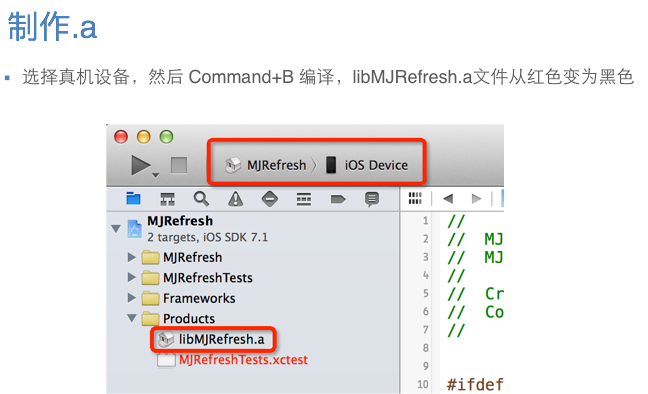 制作.a
▪ 选择真机设备，然后 Command+B 编译，libMJRefresh.a文件从红色变为黑色
MJRefresh 〉 iOS Device
MJRefresh
2 targets, iOS SDK 7.1
MJRefresh
MJRefreshTests
Frameworks
Products
libMJRefresh.a
MJRefreshTests.xctest
1 //
2 // MJ
3 // MJ
4 //
5 // Cr
6 // Co
7 //
8
9
10 #ifdef